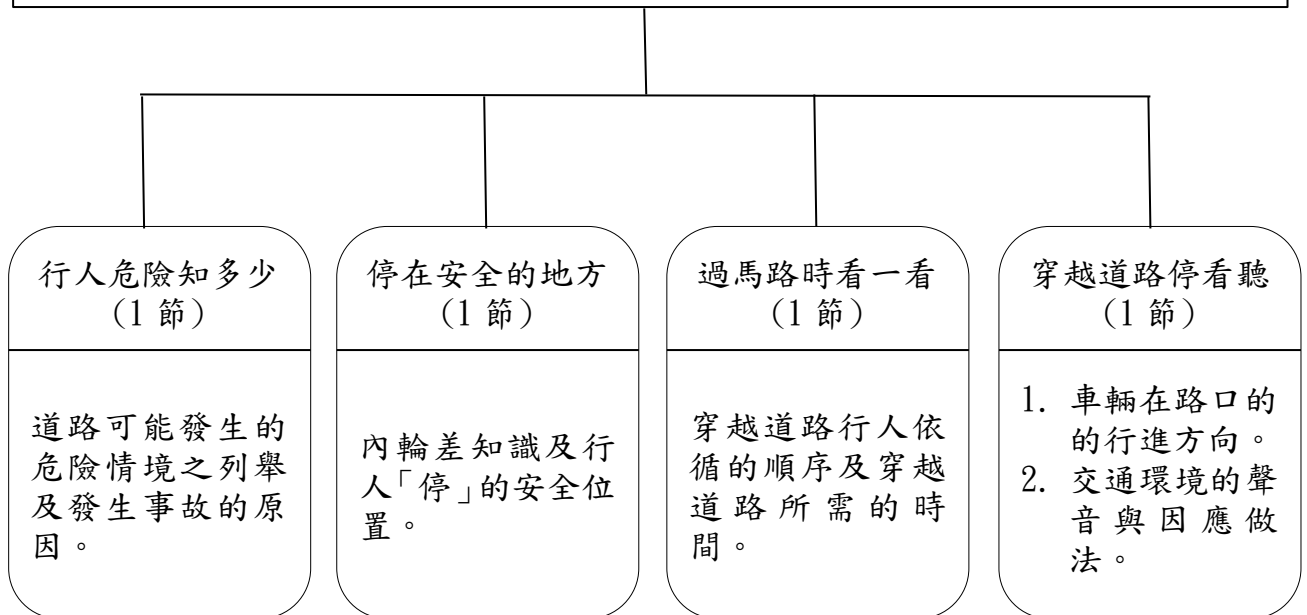 行人危險知多少
(1 節)
道路可能發生的
危險情境之列舉
及發生事故的原
因。
停在安全的地方
(1 節)
內輪差知識及行
人「停」的安全位
置。
過馬路時看一看
(1 節)
穿越道路行人依
循的順序及穿越
道路所需的時
間。
穿越道路停看聽
(1 節)
1. 車輛在路口的
的行進方向。
2. 交通環境的聲
音與因應做
法。